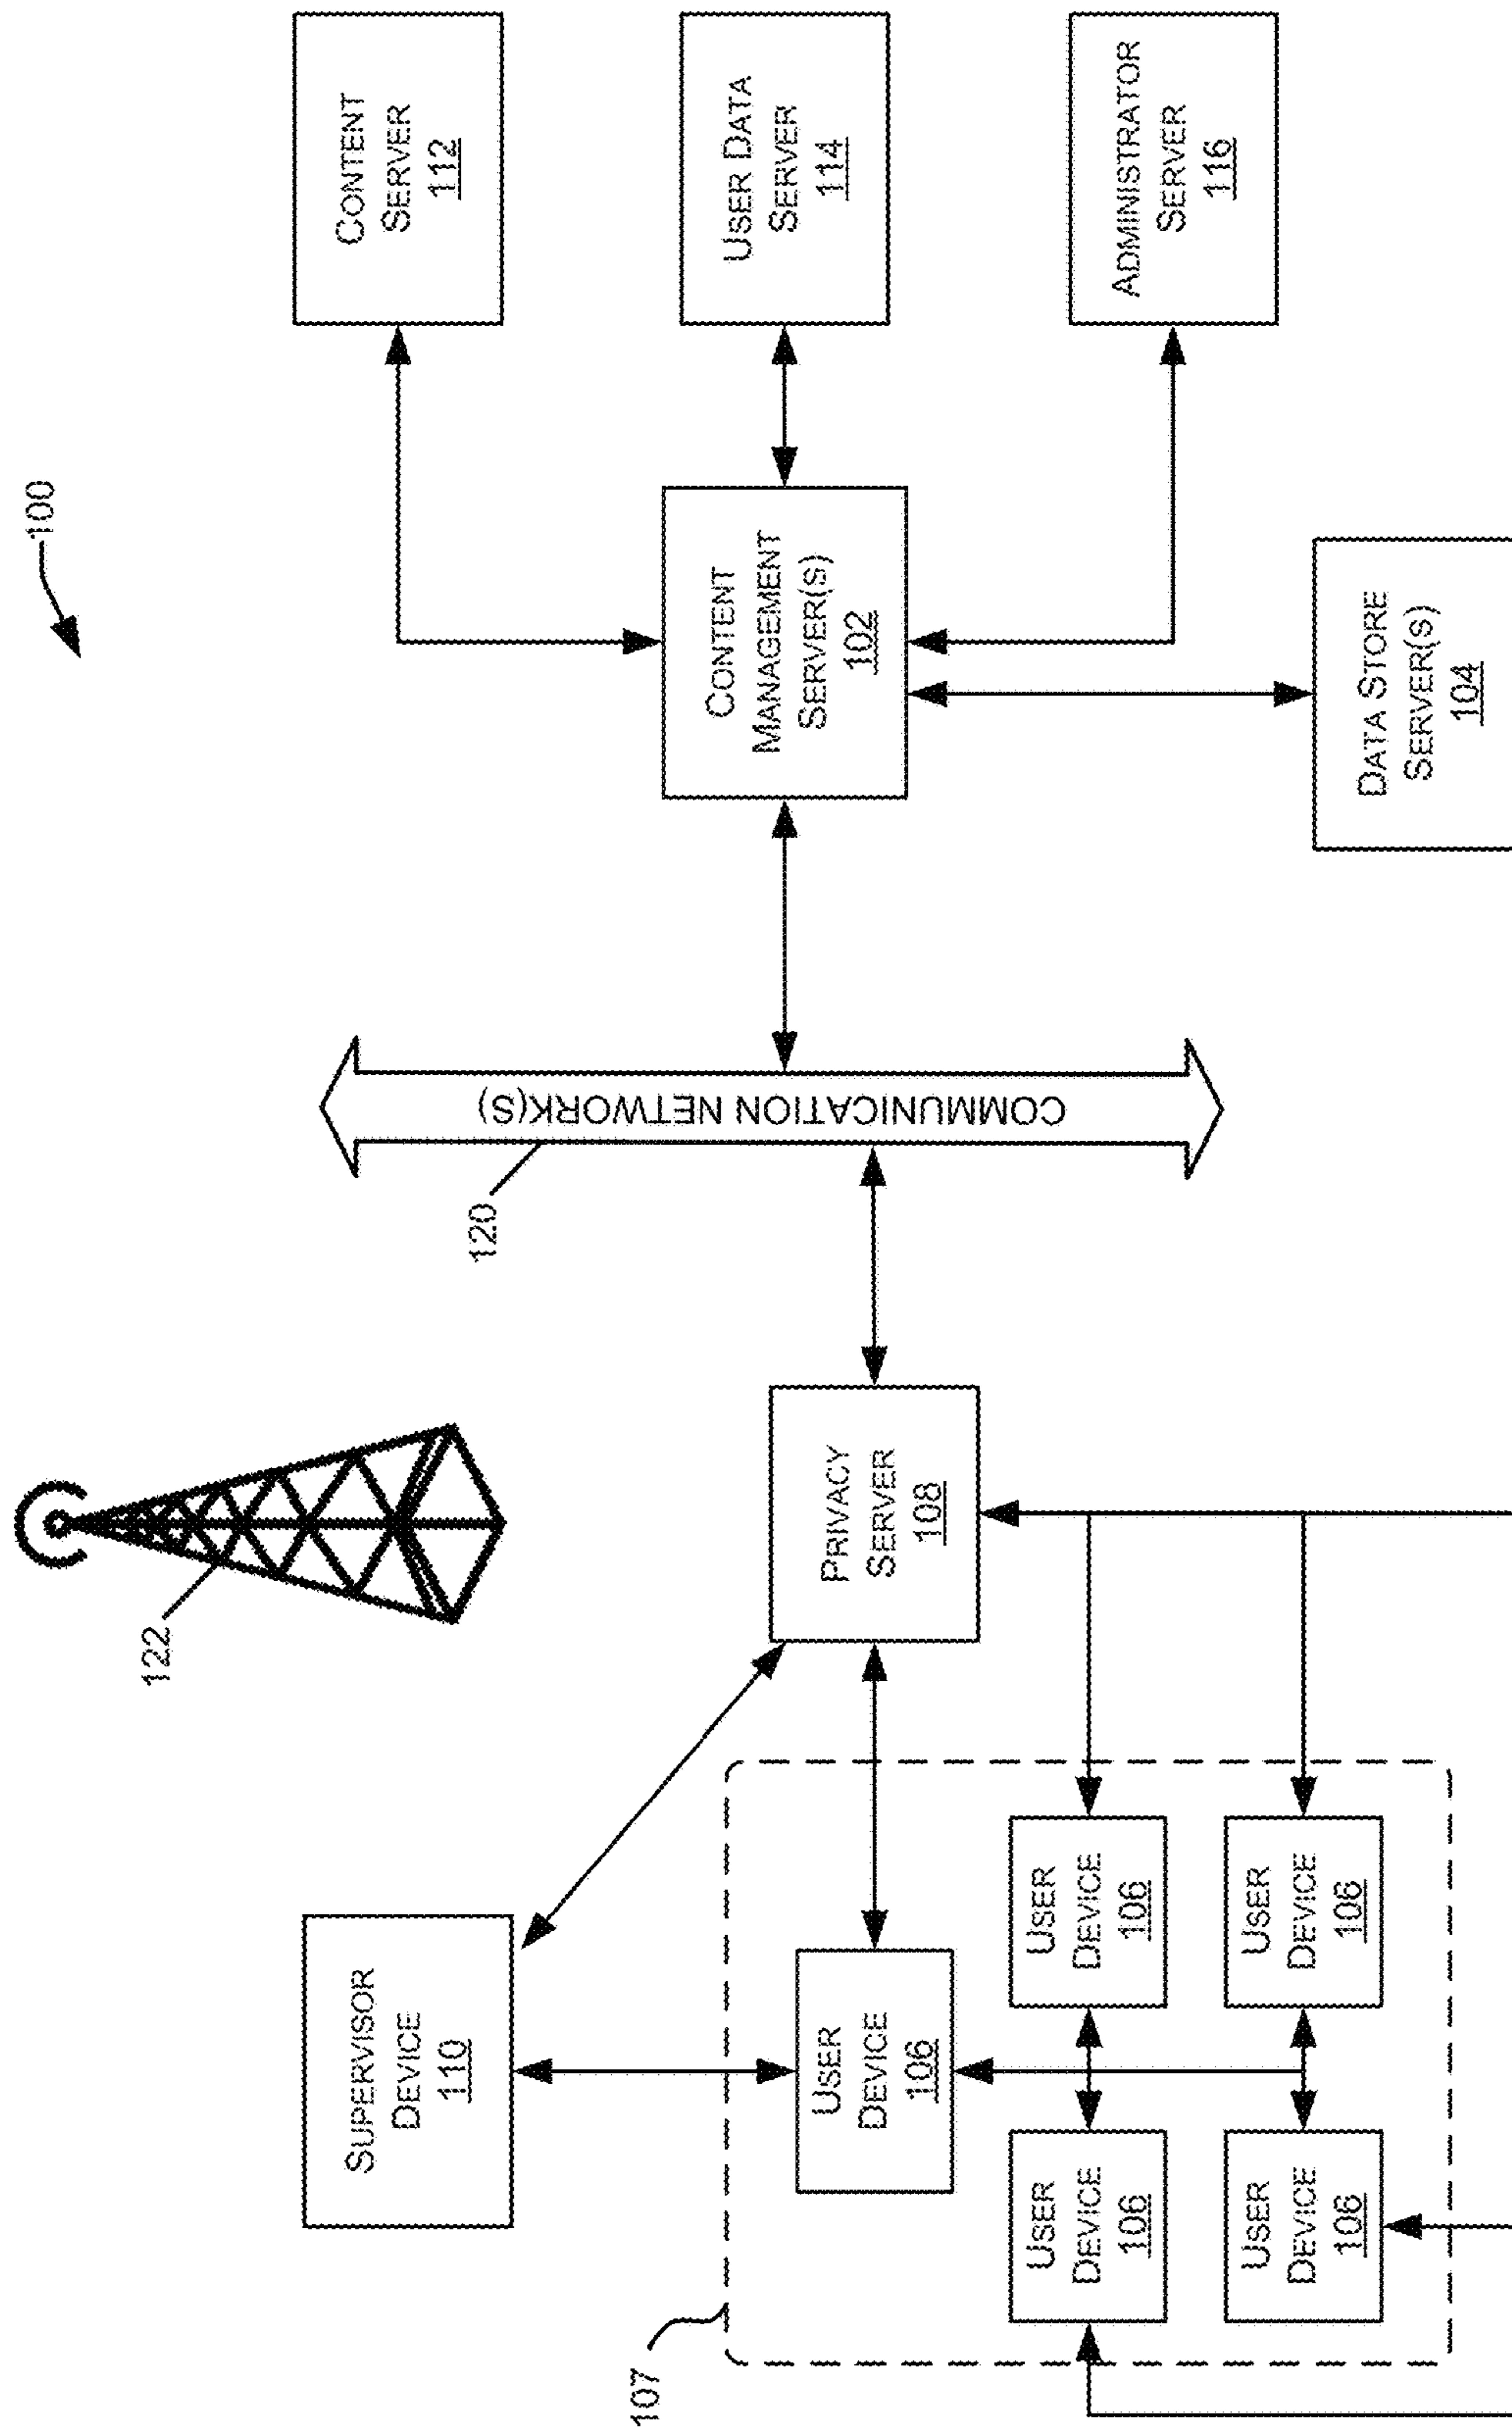 100
122
SUPERVISOR
DEVICE
110
CONTENT
SERVER
112
120
107
COMMUNICATION NETWORK(S)
CONTENT
MANAGEMENT
SERVER(S)
102
USER DATA
SERVER
114
USER
DEVICE
106
PRIVACY
SERVER
108
USER
DEVICE
106
USER
DEVICE
106
ADMINISTRATOR
SERVER
116
USER
DEVICE
106
USER
DEVICE
106
DATA STORE
SERVER(S)
104